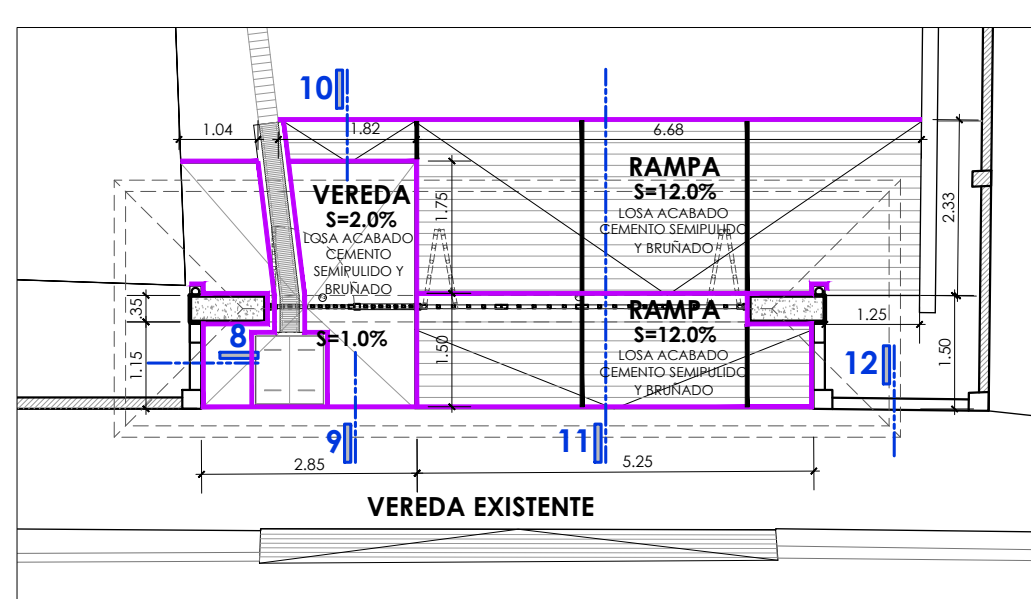 10
1.04
1.82
6.68
RAMPA
S=12.0%
LOSA ACABADO
CEMENTO SEMIPULIDO
Y BRUÑADO
VEREDA
S=2.0%
LOSA ACABADO
CEMENTO
SEMIPULIDO Y
BRUÑADO
1.75
2.33
.35
1.25
RAMPA
S=12.0%
LOSA ACABADO
CEMENTO SEMIPULIDO
Y BRUÑADO
S=1.0%
8
1.15
1.50
12
1.50
9
11
2.85
5.25
VEREDA EXISTENTE